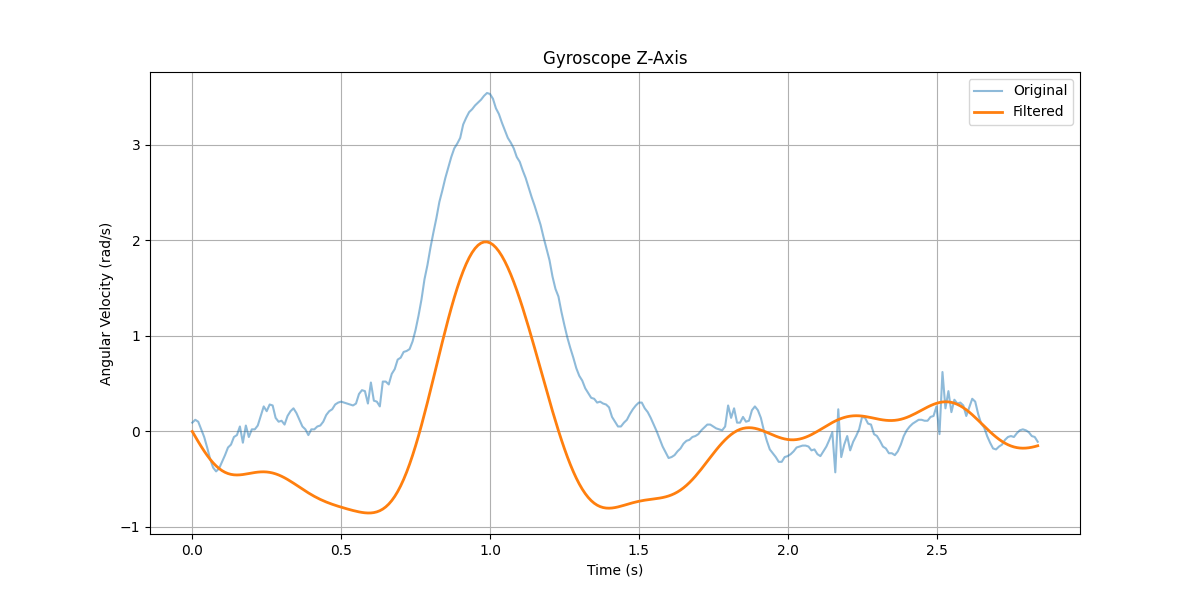 Gyroscope Z-Axis
Original
Filtered
Angular Velocity (rad/s)
3
2
1
0
−1
0.0 0.5 1.0 1.5 2.0 2.5
Time (s)